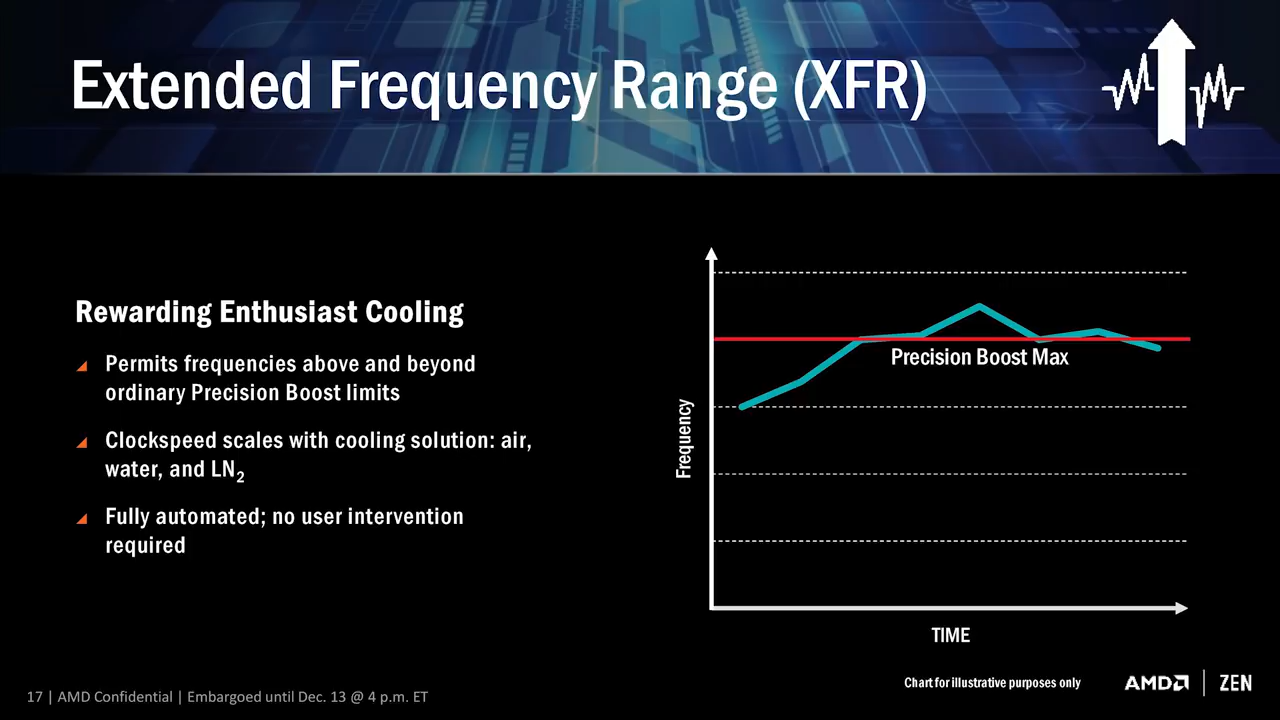 Extended Frequency Range (XFR)
Rewarding Enthusiast Cooling
Permits frequencies above and beyond
ordinary Precision Boost limits
Clockspeed scales with cooling solution: air,
water, and LN₂
Fully automated; no user intervention
required
Frequency
Precision Boost Max
TIME
Chart for illustrative purposes only
17 | AMD Confidential | Embargoed until Dec. 13 @ 4 p.m. ET
AMD | ZEN